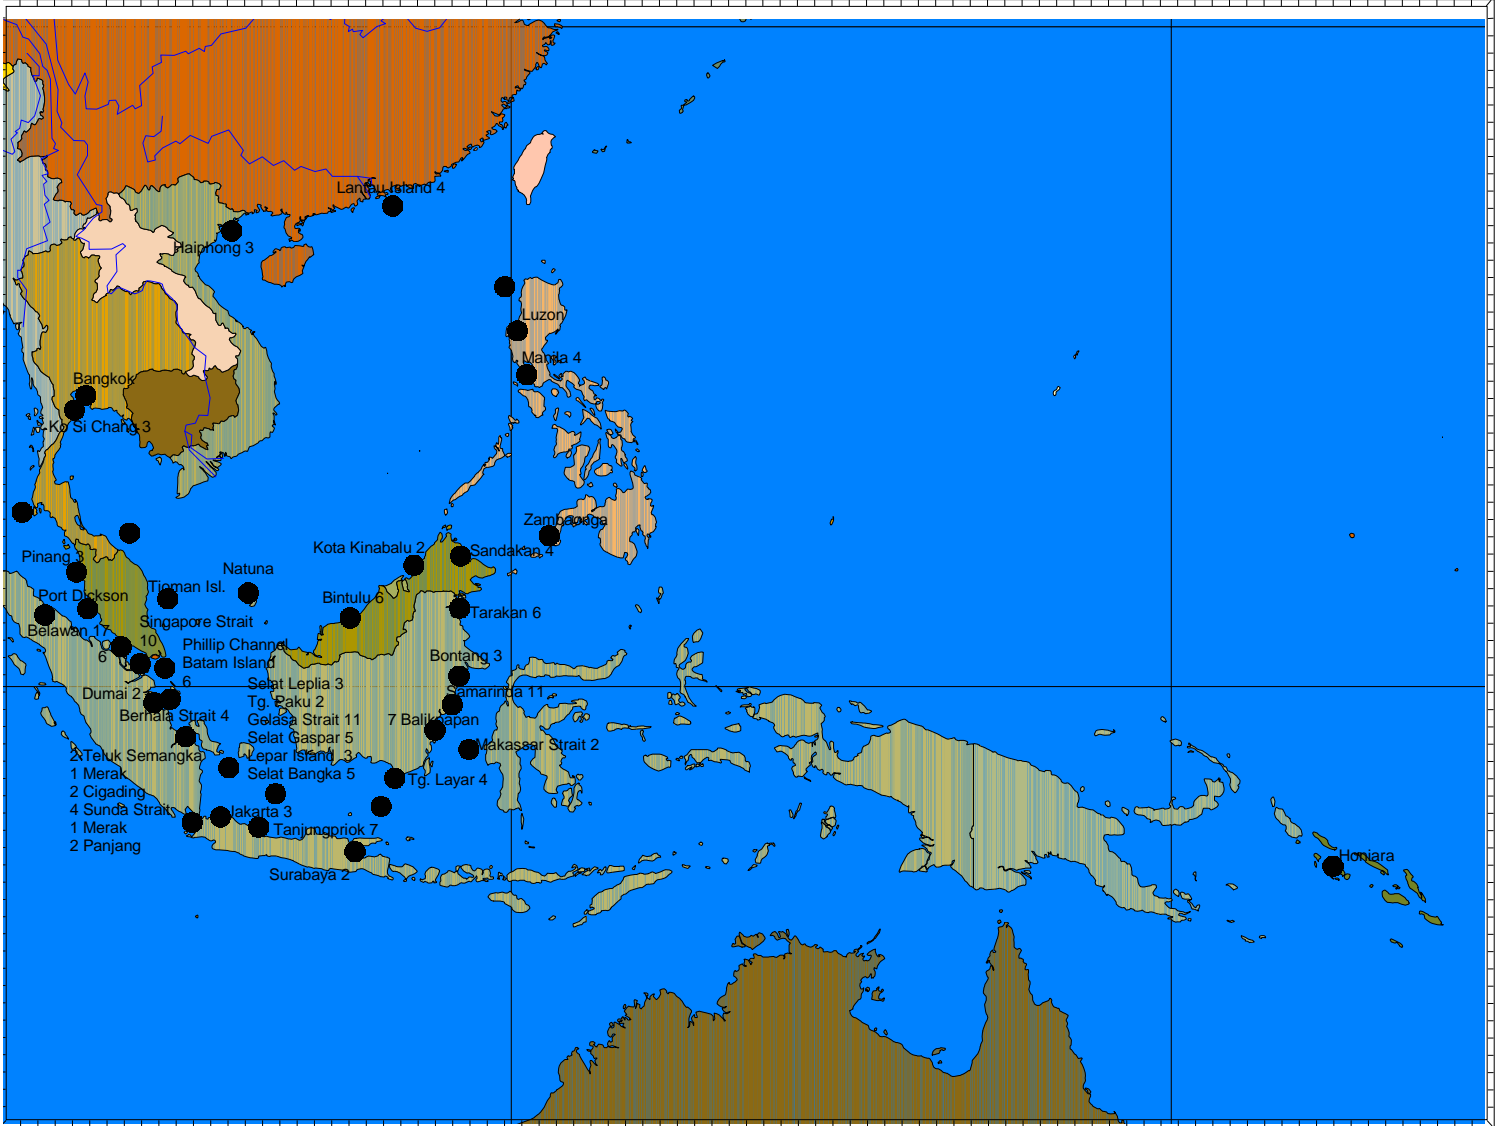 Lantau Island 4
Haiphong 3
Luzon
Manila 4
Bangkok
Ko Si Chang 3
Zamboonga
Kota Kinabalu 2
Sandakan 4
Pinang 3
Natuna
Tioman Isl.
Port Dickson
Bintulu 6
Tarakan 6
Singapore Strait
10
Belawan 17
6
Phillip Channel
Batam Island
6
Bontang 3
Selat Leplia 3
Dumai 2
Samarinda 11
Tg. Paku 2
Berhala Strait 4
Gelasa Strait 11
7 Balikpapan
Selat Gaspar 5
Makassar Strait 2
2 Teluk Semangka
Lepar Island 3
1 Merak
Selat Bangka 5
Tg. Layar 4
2 Cigading
4 Sunda Strait
Jakarta 3
1 Merak
Tanjungpriok 7
2 Panjang
Surabaya 2
Honiara